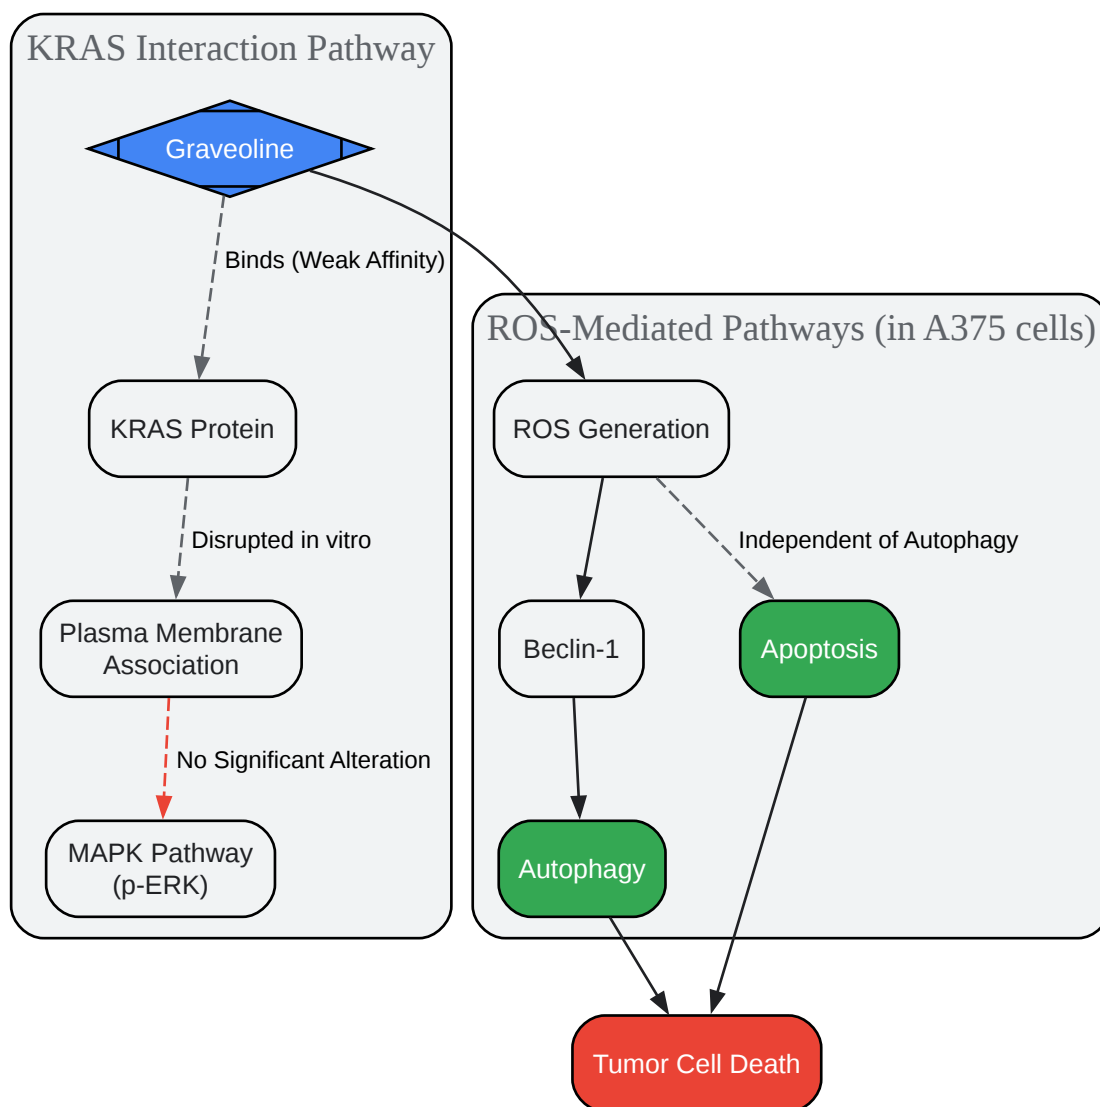 KRAS Interaction Pathway
Graveoline
Binds (Weak Affinity)
ROS-Mediated Pathways (in A375 cells)
KRAS Protein
ROS Generation
Disrupted in vitro
Independent of Autophagy
Plasma Membrane
Association
Beclin-1
Apoptosis
No Significant Alteration
MAPK Pathway
(p-ERK)
Autophagy
Tumor Cell Death